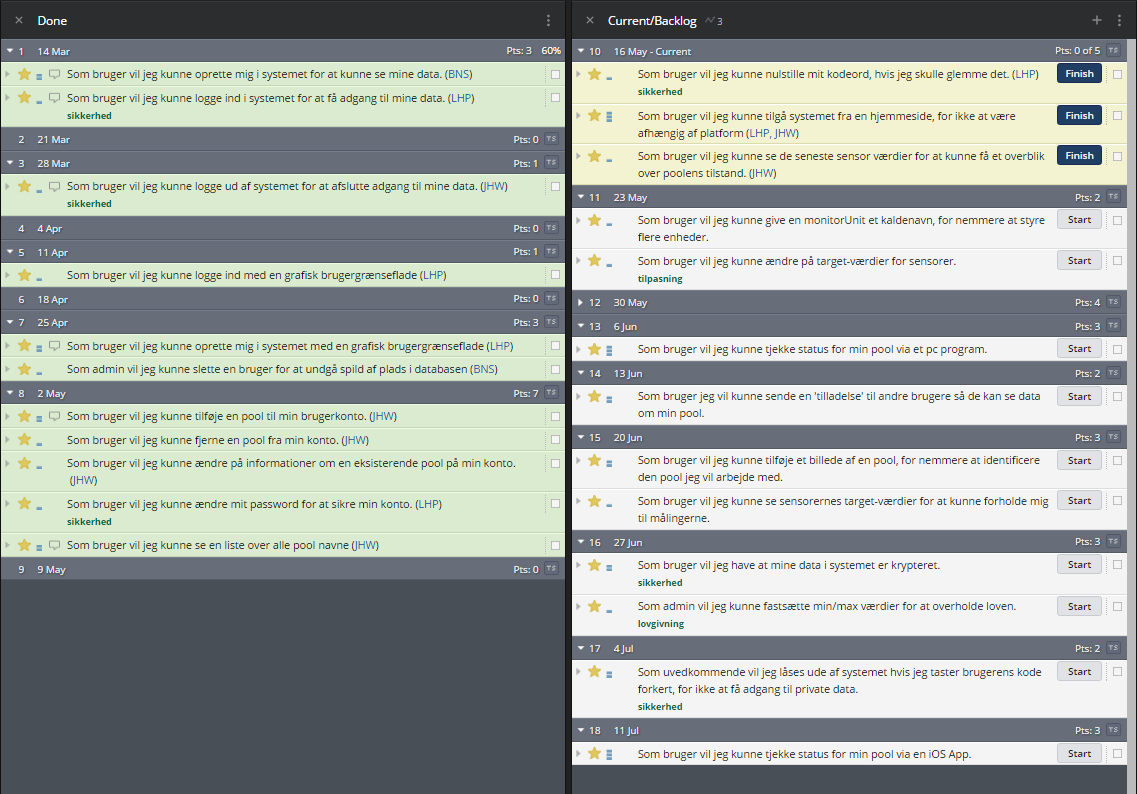 Done
1 14 Mar Pts: 3 60%
Som bruger vil jeg kunne oprette mig i systemet for at kunne se mine data. (BNS)
Som bruger vil jeg kunne logge ind i systemet for at få adgang til mine data. (LHP)
sikkerhed
2 21 Mar Pts: 0 TS
3 28 Mar Pts: 1 TS
Som bruger vil jeg kunne logge ud af systemet for at afslutte adgang til mine data. (JHW)
sikkerhed
4 4 Apr Pts: 0 TS
5 11 Apr Pts: 1 TS
Som bruger vil jeg kunne logge ind med en grafisk brugergrænseflade (LHP)
6 18 Apr Pts: 0 TS
7 25 Apr Pts: 3 TS
Som bruger vil jeg kunne oprette mig i systemet med en grafisk brugergrænseflade (LHP)
Som admin vil jeg kunne slette en bruger for at undgå spild af plads i databasen (BNS)
8 2 May Pts: 7 TS
Som bruger vil jeg kunne tilføje en pool til min brugerkonto. (JHW)
Som bruger vil jeg kunne fjerne en pool fra min konto. (JHW)
Som bruger vil jeg kunne ændre på informationer om en eksisterende pool på min konto.
(JHW)
Som bruger vil jeg kunne ændre mit password for at sikre min konto. (LHP)
sikkerhed
Som bruger vil jeg kunne se en liste over alle pool navne (JHW)
9 9 May Pts: 0 TS
Current/Backlog 3
10 16 May - Current Pts: 0 of 5 TS
Som bruger vil jeg kunne nulstille mit kodeord, hvis jeg skulle glemme det. (LHP) Finish
sikkerhed
Som bruger vil jeg kunne tilgå systemet fra en hjemmeside, for ikke at være Finish
afhængig af platform (LHP, JHW)
Som bruger vil jeg kunne se de seneste sensor værdier for at kunne få et overblik Finish
over poolens tilstand. (JHW)
11 23 May Pts: 2 TS
Som bruger vil jeg kunne give en monitorUnit et kaldenavn, for nemmere at styre Start
flere enheder.
Som bruger vil jeg kunne ændre på target-værdier for sensorer. Start
tilpasning
12 30 May Pts: 4 TS
13 6 Jun Pts: 3 TS
Som bruger vil jeg kunne tjekke status for min pool via et pc program. Start
14 13 Jun Pts: 2 TS
Som bruger vil jeg vil kunne sende en 'tilladelse' til andre brugere så de kan se data Start
om min pool.
15 20 Jun Pts: 3 TS
Som bruger vil jeg kunne tilføje et billede af en pool, for nemmere at identificere Start
den pool jeg vil arbejde med.
Som bruger vil jeg kunne se sensorernes target-værdier for at kunne forholde mig Start
til målingerne.
16 27 Jun Pts: 3 TS
Som bruger vil jeg have at mine data i systemet er krypteret. Start
sikkerhed
Som admin vil jeg kunne fastsætte min/max værdier for at overholde loven. Start
lovgivning
17 4 Jul Pts: 2 TS
Som uvedkommende vil jeg låses ude af systemet hvis jeg taster brugerens kode Start
forkert, for ikke at få adgang til private data.
sikkerhed
18 11 Jul Pts: 3 TS
Som bruger vil jeg kunne tjekke status for min pool via en iOS App. Start